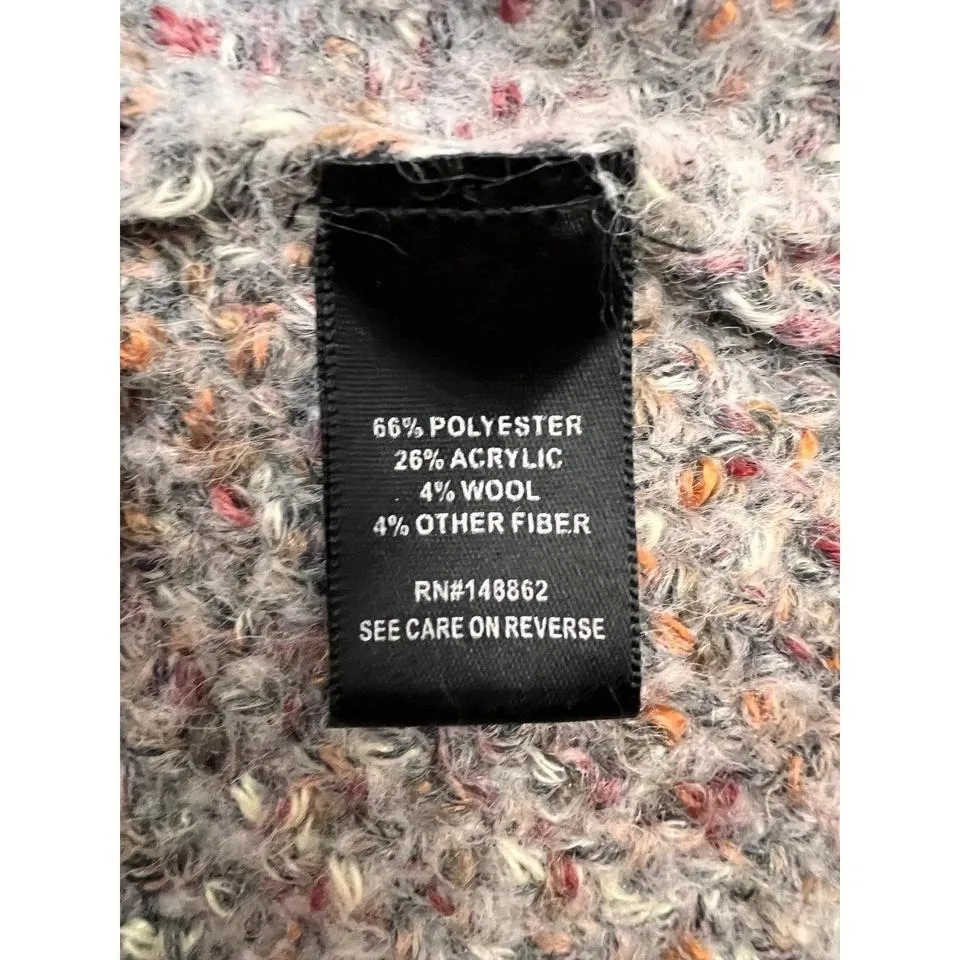 66% POLYESTER
26% ACRYLIC
4% WOOL
4% OTHER FIBER
RN#148862
SEE CARE ON REVERSE